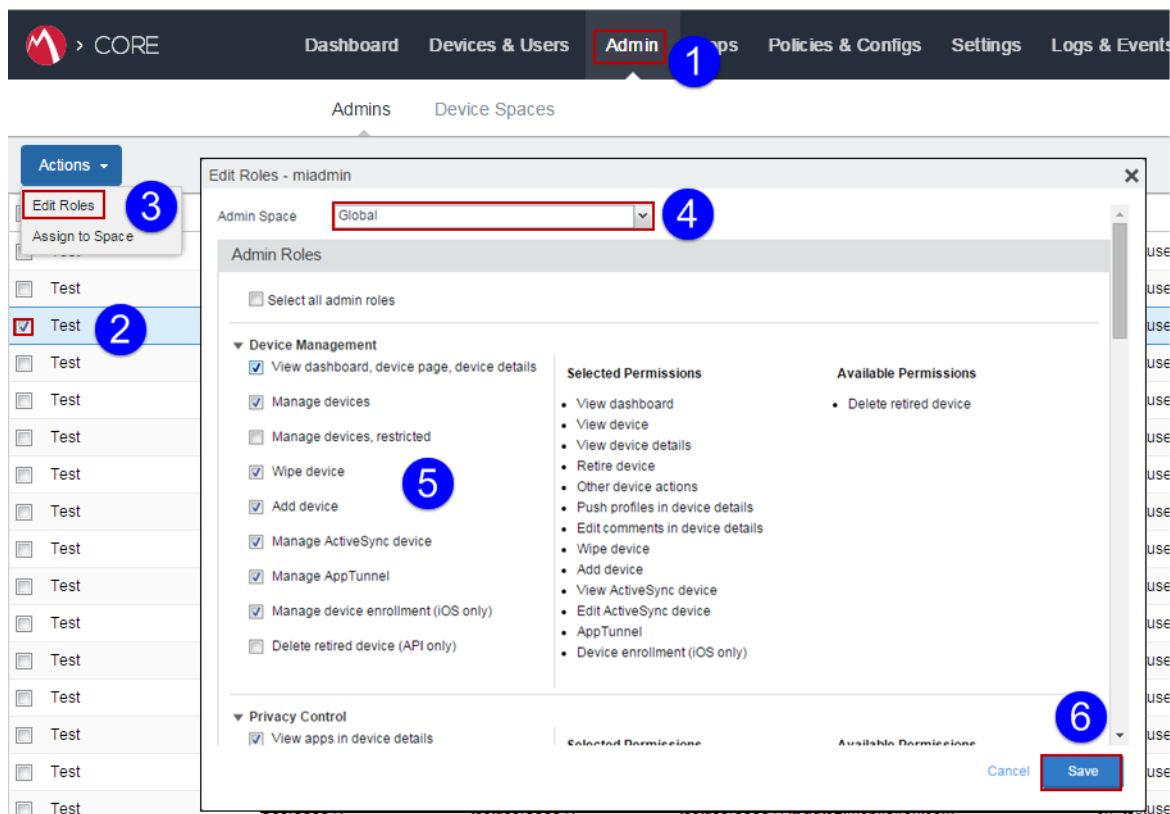 > CORE
Dashboard Devices & Users Admin 1 Policies & Configs Settings Logs & Events
Admins Device Spaces
Actions
Edit Roles
3
Assign to Space
Edit Roles - miadmin
Admin Space Global 4
Admin Roles
Select all admin roles
Device Management
View dashboard, device page, device details
Manage devices
Manage devices, restricted
Wipe device
5
Add device
Manage ActiveSync device
Manage AppTunnel
Manage device enrollment (iOS only)
Delete retired device (API only)
Selected Permissions
• View dashboard
• View device
• View device details
• Retire device
• Other device actions
• Push profiles in device details
• Edit comments in device details
• Wipe device
• Add device
• View ActiveSync device
• Edit ActiveSync device
• AppTunnel
• Device enrollment (iOS only)
Available Permissions
• Delete retired device
Privacy Control
View apps in device details
Selected Permissions Available Permissions
6
Cancel Save
Test
Test 2
Test
Test
Test
Test
Test
Test
Test
Test
Test
Test
Test
Test
Test